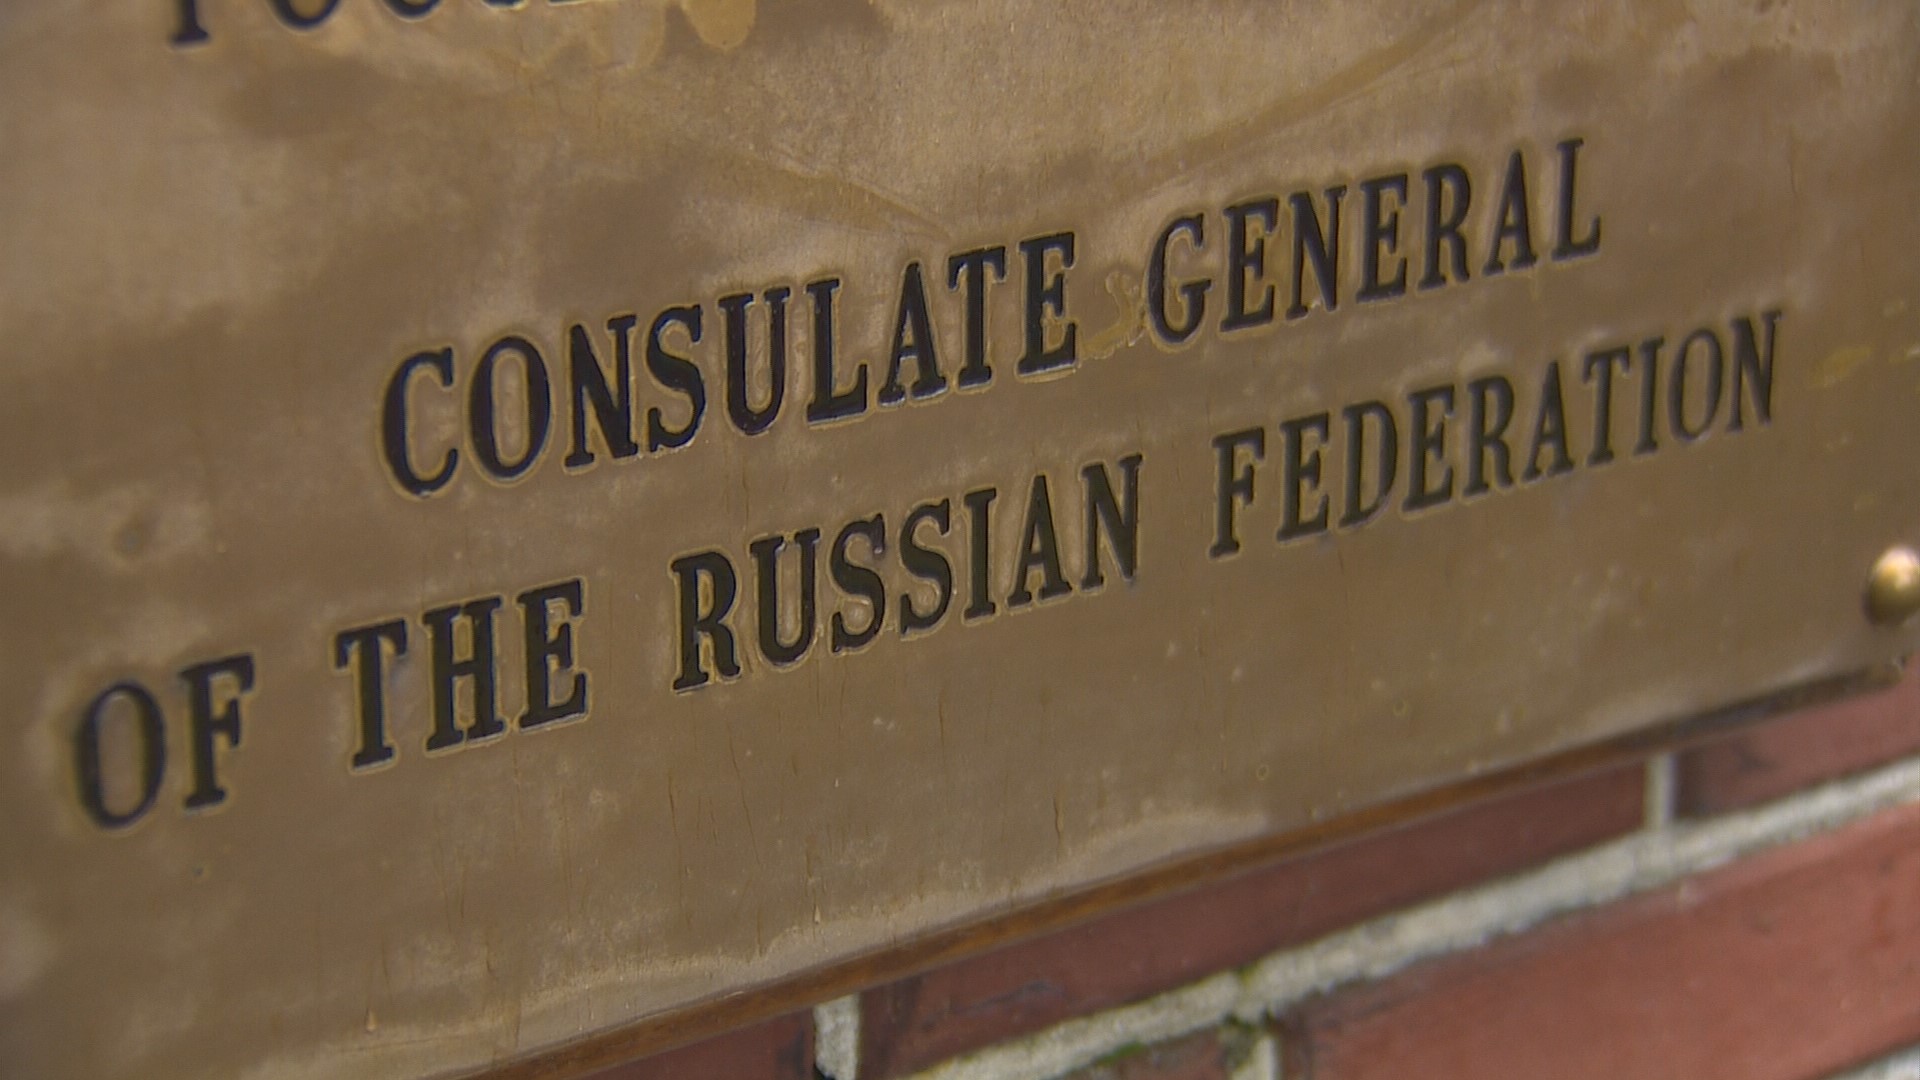 CONSULATE GENERAL
OF THE RUSSIAN FEDERATION